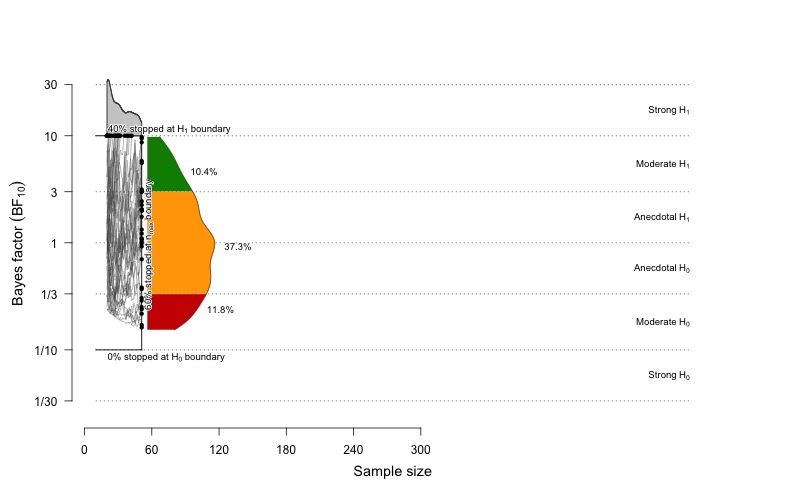 30
Strong H1
40% stopped at H1 boundary
10
Moderate H1
10.4%
3
Anecdotal H1
60% stopped at nmax boundary
Bayes factor (BF10)
1
37.3%
Anecdotal H0
1/3
11.8%
Moderate H0
1/10
0% stopped at H0 boundary
Strong H0
1/30
0 60 120 180 240 300
Sample size